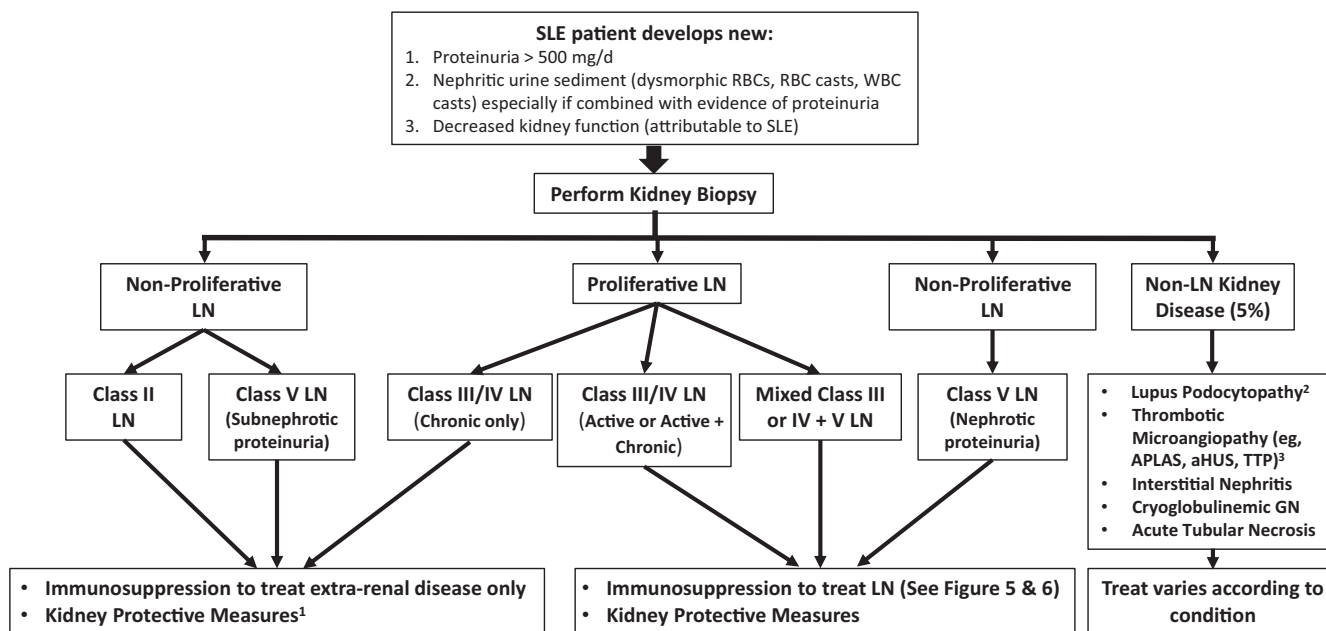 SLE patient develops new:
1. Proteinuria > 500 mg/d
2. Nephritic urine sediment (dysmorphic RBCs, RBC casts, WBC
casts) especially if combined with evidence of proteinuria
3. Decreased kidney function (attributable to SLE)
Perform Kidney Biopsy
Non-Proliferative
LN
Proliferative LN
Non-Proliferative
LN
Non-LN Kidney
Disease (5%)
Class II
LN
Class V LN
(Subnephrotic
proteinuria)
Class III/IV LN
(Chronic only)
Class III/IV LN
(Active or Active +
Chronic)
Mixed Class III
or IV + V LN
Class V LN
(Nephrotic
proteinuria)
• Lupus Podocytopathy²
• Thrombotic
Microangiopathy (eg,
APLAS, aHUS, TTP)³
• Interstitial Nephritis
• Cryoglobulinemic GN
• Acute Tubular Necrosis
• Immunosuppression to treat extra-renal disease only
• Kidney Protective Measures¹
• Immunosuppression to treat LN (See Figure 5 & 6)
• Kidney Protective Measures
Treat varies according to
condition